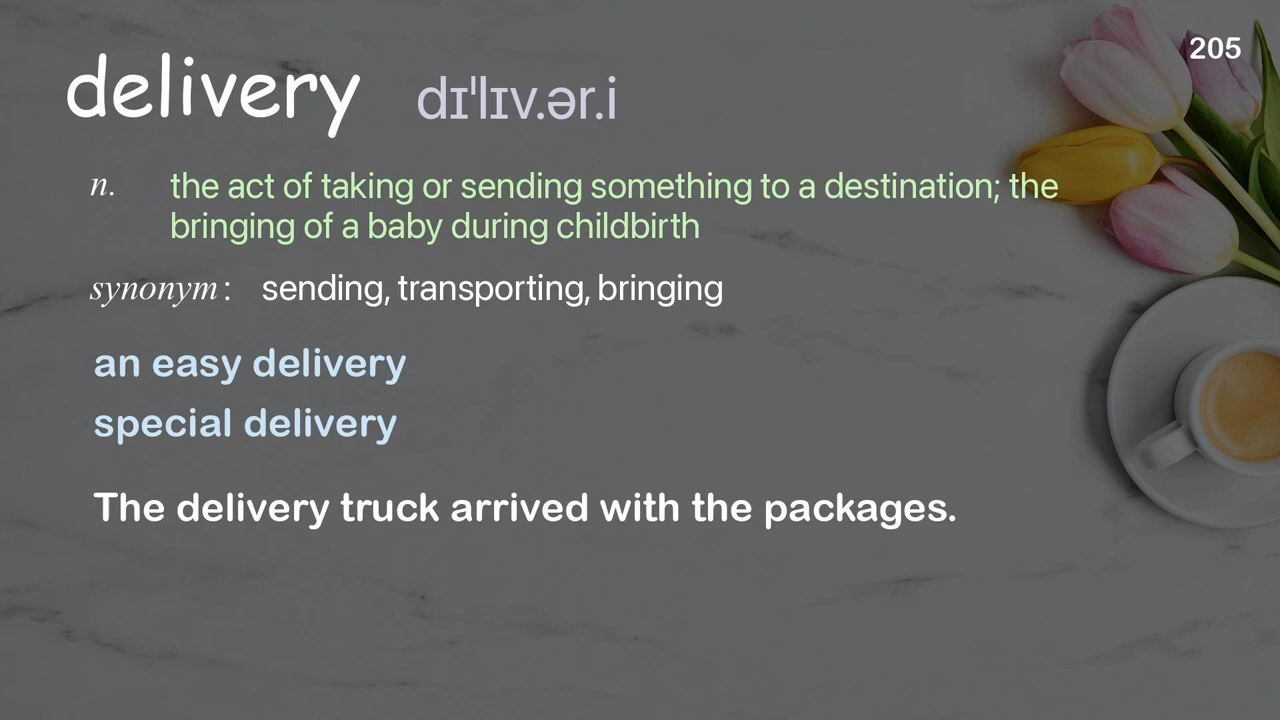 205
delivery dɪˈlɪv.ər.i
n. the act of taking or sending something to a destination; the
bringing of a baby during childbirth
synonym: sending, transporting, bringing
an easy delivery
special delivery
The delivery truck arrived with the packages.